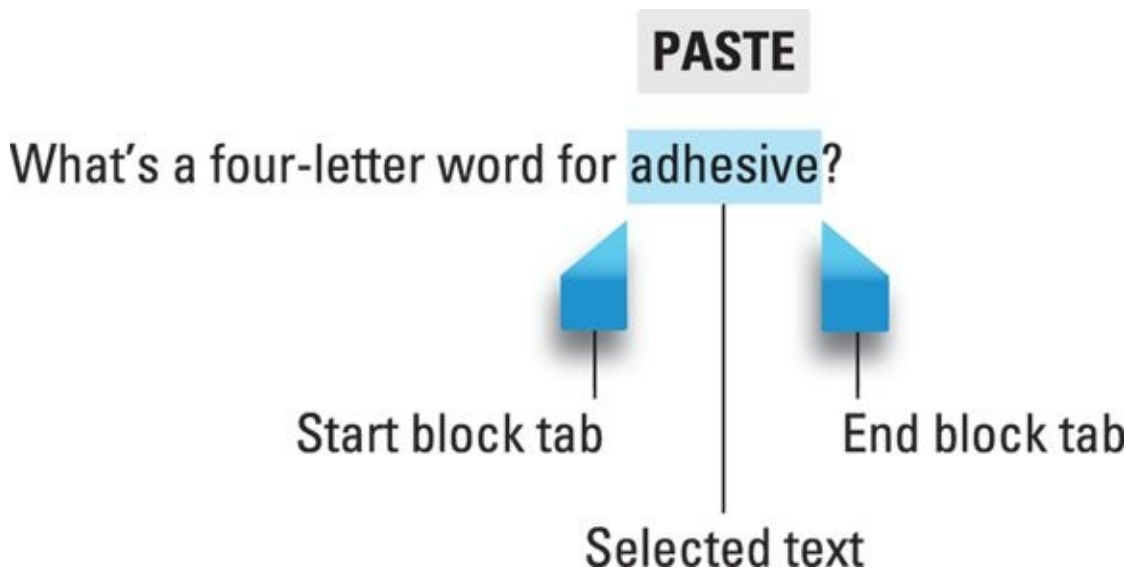 PASTE
What’s a four-letter word for adhesive?
Start block tab
End block tab
Selected text